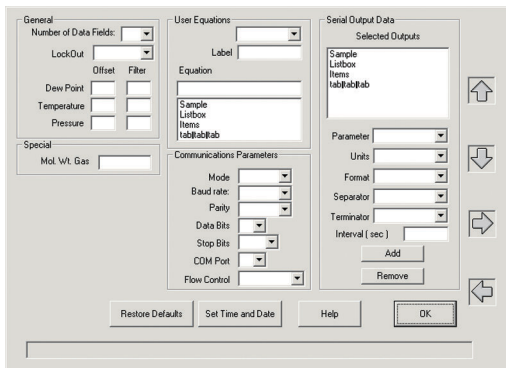 General
Number of Data Fields:
LockOut
Offset Filter
Dew Point
Temperature
Pressure
Special
Mol. Wt. Gas
User Equations
Label
Equation
Sample
Listbox
Items
tab|tab|tab
Communications Parameters
Mode
Baud rate:
Parity
Data Bits
Stop Bits
COM Port
Flow Control
Serial Output Data
Selected Outputs
Sample
Listbox
Items
tab|tab|tab
Parameter
Units
Format
Separator
Terminator
Interval ( sec )
Add
Remove
Restore Defaults
Set Time and Date
Help
OK